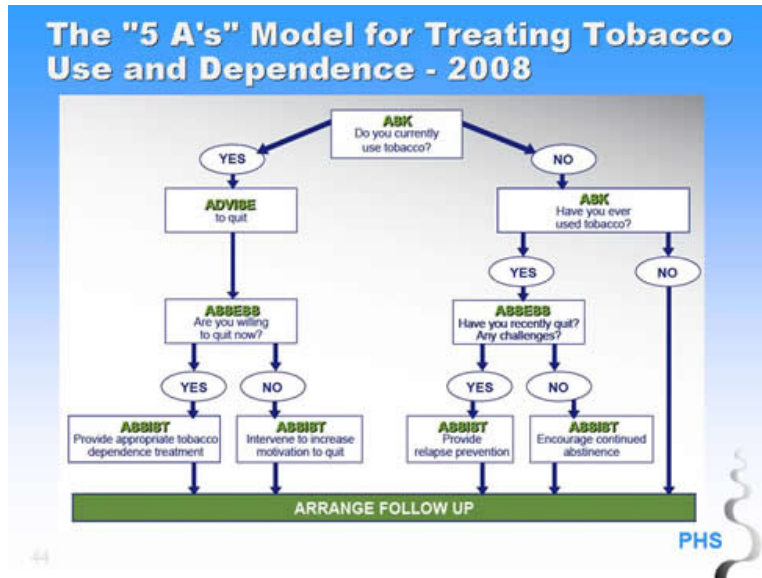 The "5 A's" Model for Treating Tobacco
Use and Dependence - 2008
ASK
Do you currently
use tobacco?
YES
NO
ADVISE
to quit
ASK
Have you ever
used tobacco?
YES
NO
ASSESS
Are you willing
to quit now?
ASSESS
Have you recently quit?
Any challenges?
YES
NO
YES
NO
ASSIST
Provide appropriate tobacco
dependence treatment
ASSIST
Intervene to increase
motivation to quit
ASSIST
Provide
relapse prevention
ASSIST
Encourage continued
abstinence
ARRANGE FOLLOW UP
PHS
44